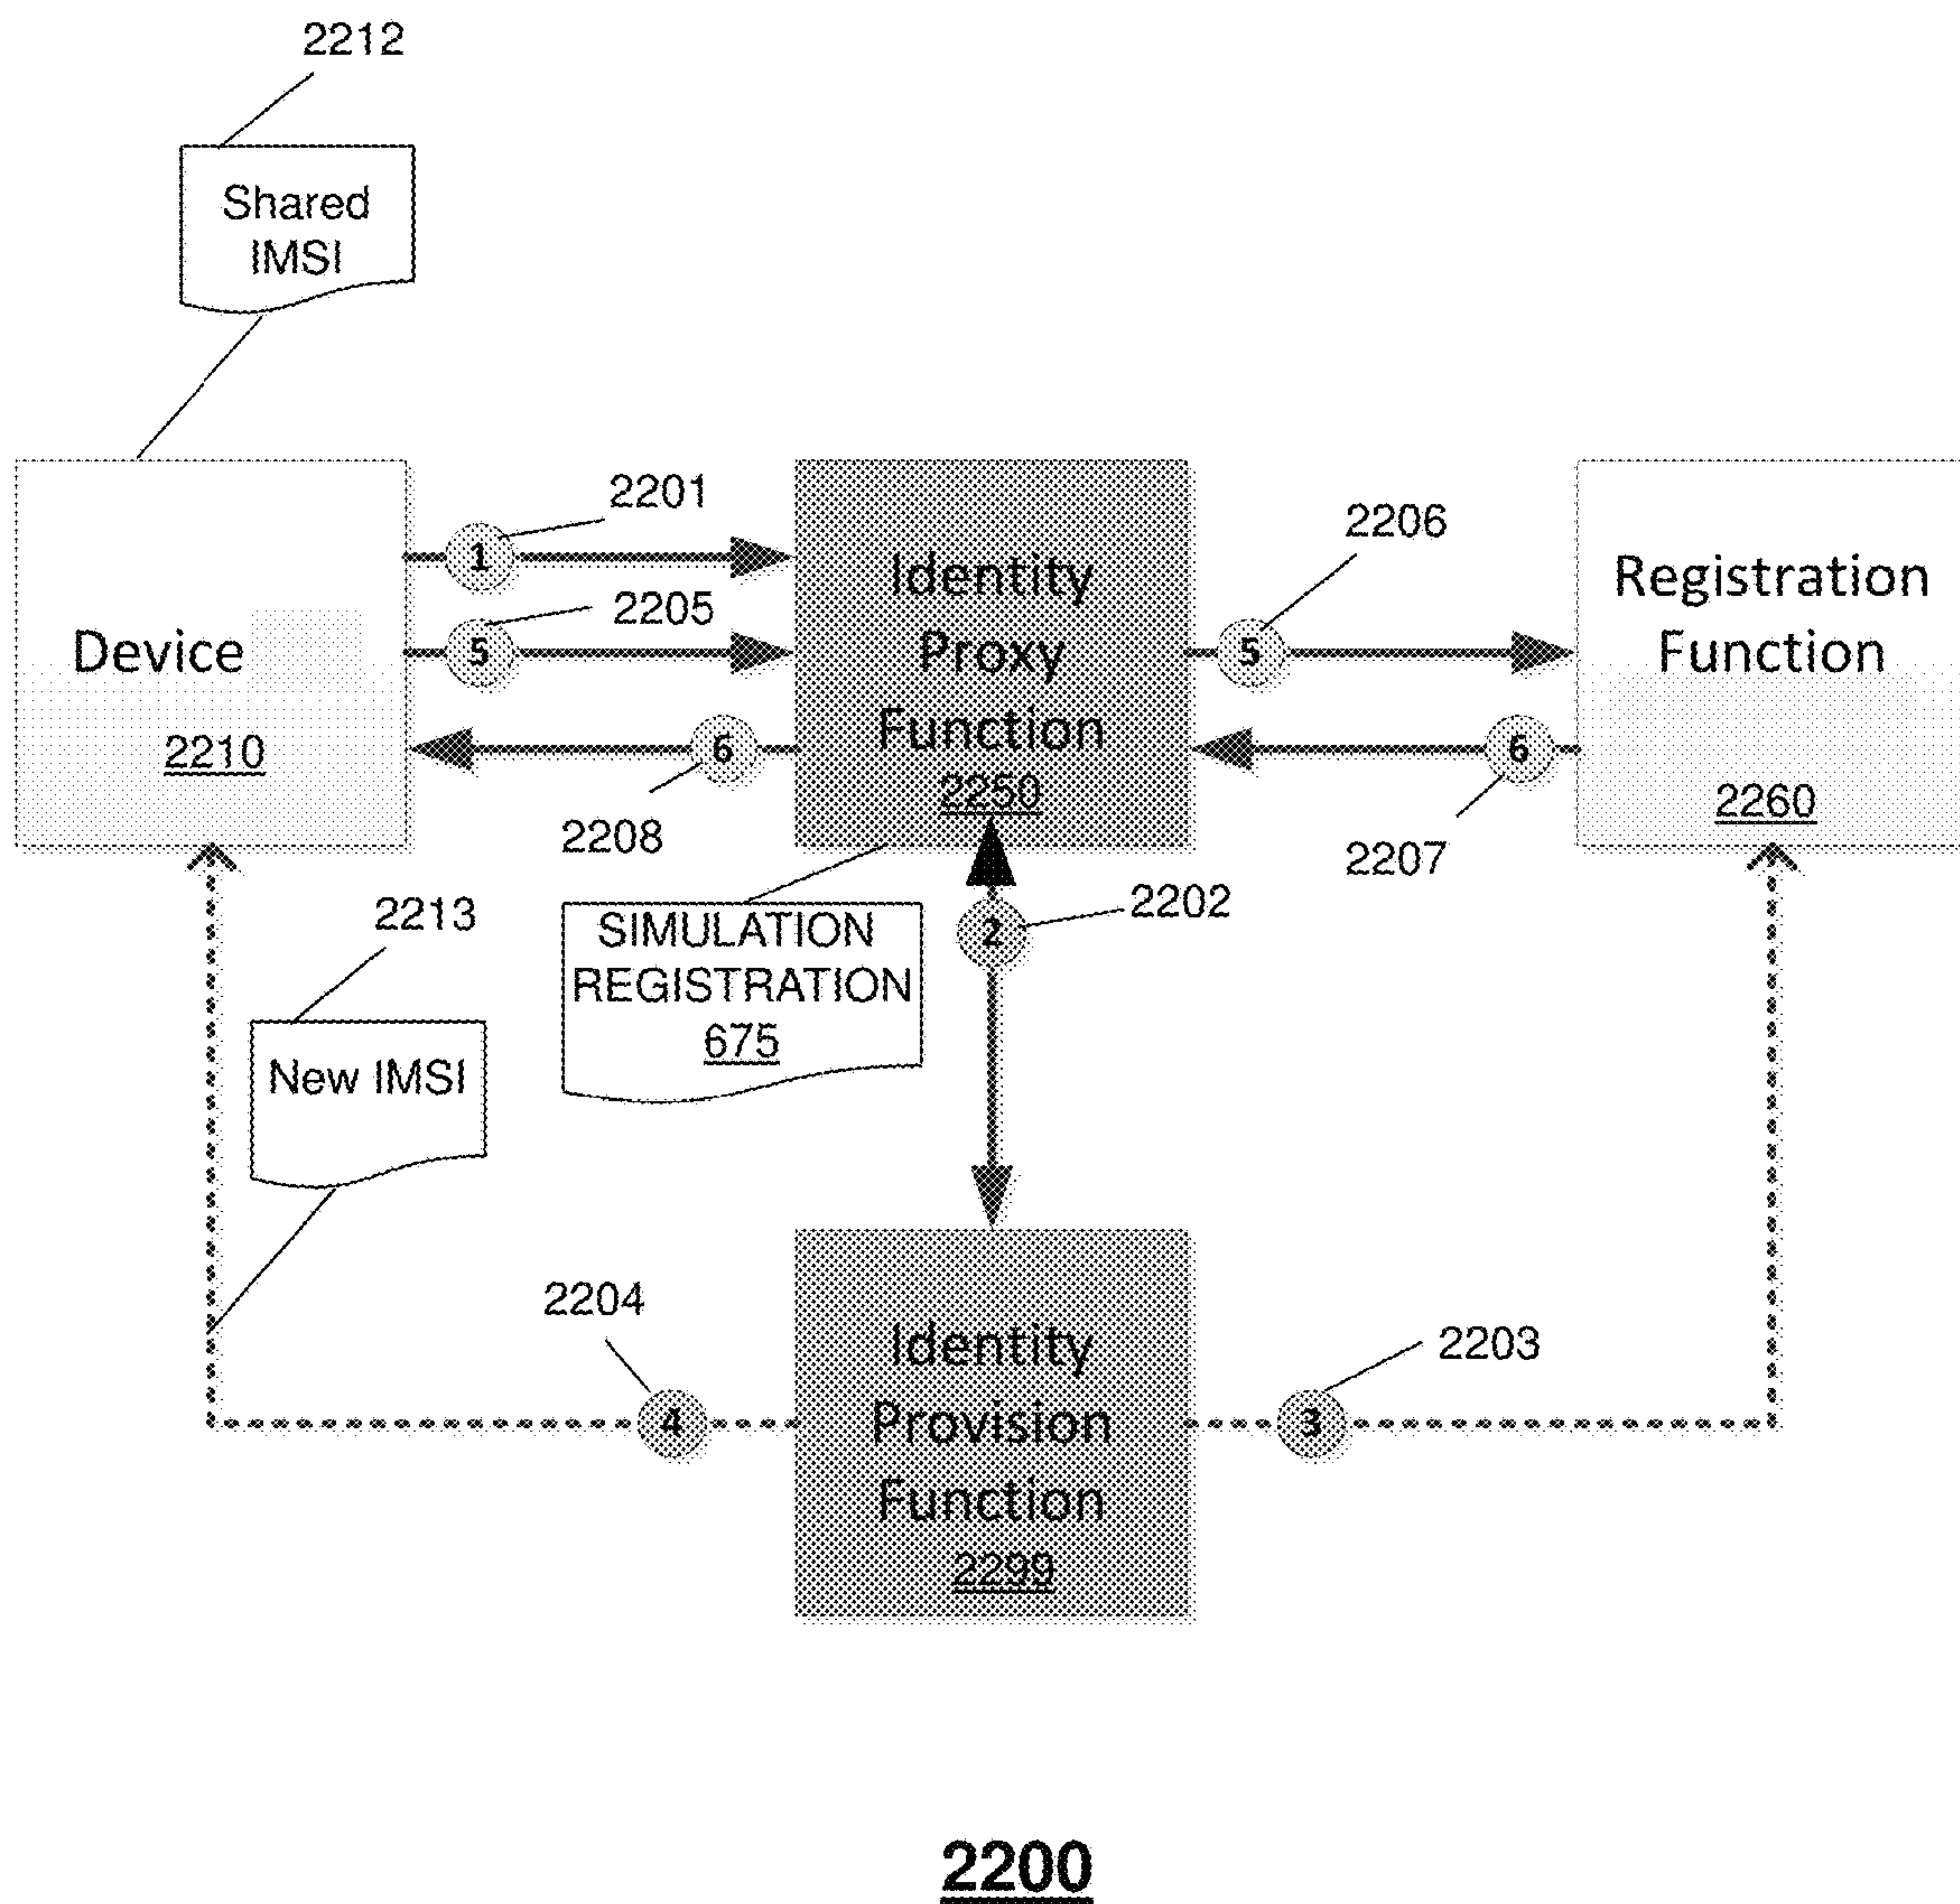 2212
Shared
IMSI
2201
1
2205
5
2206
5
Device
2210
Identity
Proxy
Function
2250
Registration
Function
2260
6
2208
6
2207
2213
New IMSI
SIMULATION
REGISTRATION
675
2
2202
2204
4
Identity
Provision
Function
2299
2203
3
2200